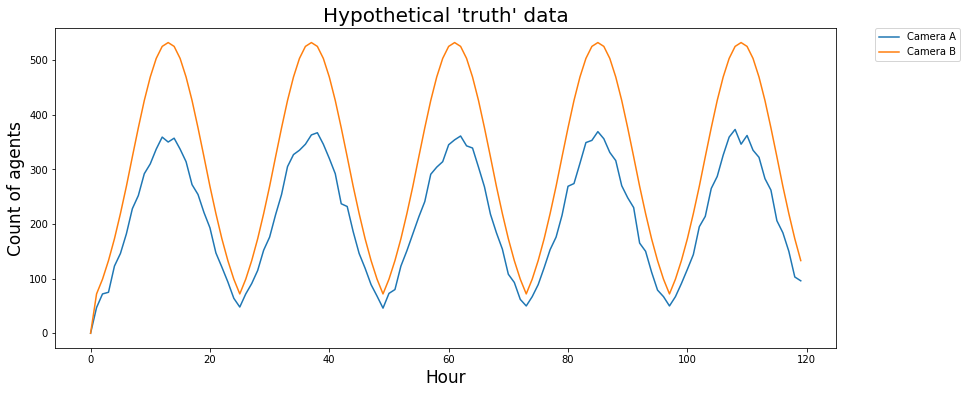 Hypothetical 'truth' data
Camera A
Camera B
Count of agents
500
400
300
200
100
0
0 20 40 60 80 100 120
Hour